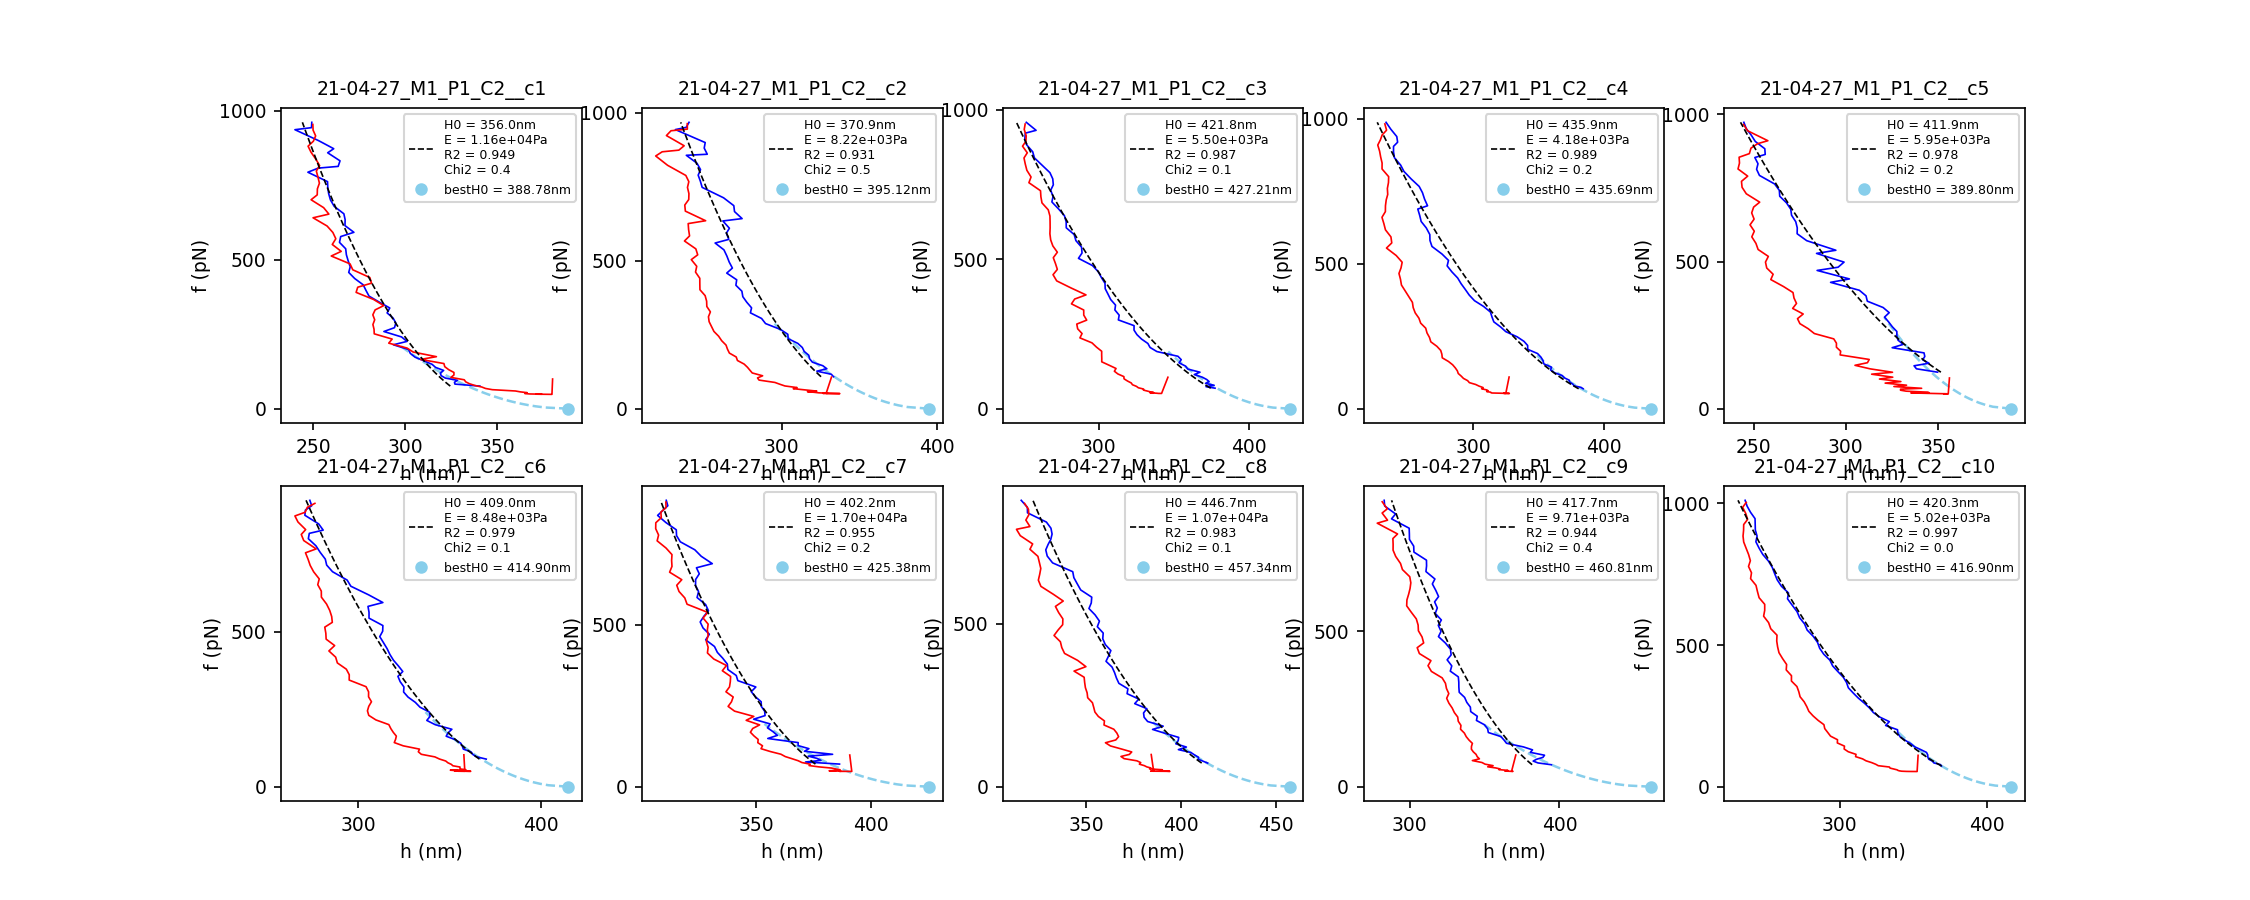 21-04-27_M1_P1_C2__c1
1000
500
0
f (pN)
250
300
350
h (nm)
H0 = 356.0nm
E = 1.16e+04Pa
R2 = 0.949
Chi2 = 0.4
bestH0 = 388.78nm
21-04-27_M1_P1_C2__c2
1000
500
0
f (pN)
300
400
h (nm)
H0 = 370.9nm
E = 8.22e+03Pa
R2 = 0.931
Chi2 = 0.5
bestH0 = 395.12nm
21-04-27_M1_P1_C2__c3
1000
500
0
f (pN)
300
400
h (nm)
H0 = 421.8nm
E = 5.50e+03Pa
R2 = 0.987
Chi2 = 0.1
bestH0 = 427.21nm
21-04-27_M1_P1_C2__c4
1000
500
0
f (pN)
300
400
h (nm)
H0 = 435.9nm
E = 4.18e+03Pa
R2 = 0.989
Chi2 = 0.2
bestH0 = 435.69nm
21-04-27_M1_P1_C2__c5
1000
500
0
f (pN)
250
300
350
h (nm)
H0 = 411.9nm
E = 5.95e+03Pa
R2 = 0.978
Chi2 = 0.2
bestH0 = 389.80nm
21-04-27_M1_P1_C2__c6
500
0
f (pN)
300
400
h (nm)
H0 = 409.0nm
E = 8.48e+03Pa
R2 = 0.979
Chi2 = 0.1
bestH0 = 414.90nm
21-04-27_M1_P1_C2__c7
500
0
f (pN)
350
400
h (nm)
H0 = 402.2nm
E = 1.70e+04Pa
R2 = 0.955
Chi2 = 0.2
bestH0 = 425.38nm
21-04-27_M1_P1_C2__c8
500
0
f (pN)
350
400
450
h (nm)
H0 = 446.7nm
E = 1.07e+04Pa
R2 = 0.983
Chi2 = 0.1
bestH0 = 457.34nm
21-04-27_M1_P1_C2__c9
500
0
f (pN)
300
400
h (nm)
H0 = 417.7nm
E = 9.71e+03Pa
R2 = 0.944
Chi2 = 0.4
bestH0 = 460.81nm
21-04-27_M1_P1_C2__c10
1000
500
0
f (pN)
300
400
h (nm)
H0 = 420.3nm
E = 5.02e+03Pa
R2 = 0.997
Chi2 = 0.0
bestH0 = 416.90nm